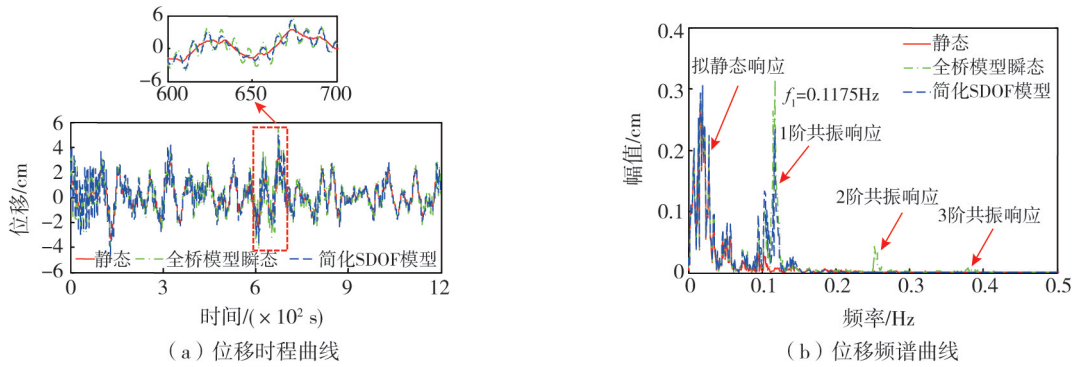 6
0
−6
600
650
700
6
4
2
0
−2
−4
−6
位移/cm
静态
全桥模型瞬态
简化SDOF模型
0
3
6
9
12
时间/(×10² s)
(a)位移时程曲线
0.4
0.3
0.2
0.1
0
幅值/cm
静态
全桥模型瞬态
简化SDOF模型
拟静态响应
f₁=0.1175Hz
1阶共振响应
2阶共振响应
3阶共振响应
0
0.1
0.2
0.3
0.4
0.5
频率/Hz
(b)位移频谱曲线